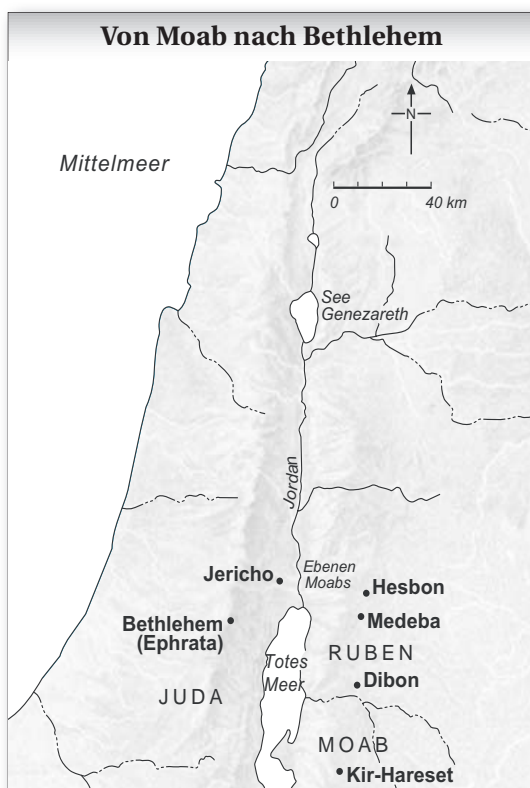 Von Moab nach Bethlehem
Mittelmeer
N
0 40 km
See
Genezareth
Jordan
Jericho
Ebenen
Moabs
Hesbon
Bethlehem
(Ephrata)
Medeba
RUBEN
Totes
Meer
JUDA
Dibon
MOAB
Kir-Hareset